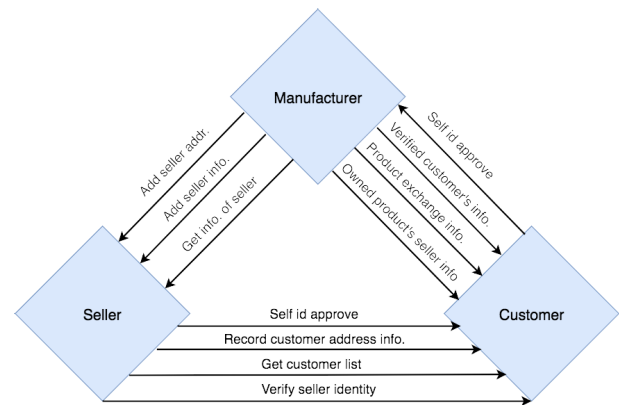 Manufacturer
Add seller addr.
Add seller info.
Get info. of seller
Self id approve
Verified customer's info.
Product exchange info.
Owned product's seller info
Seller
Customer
Self id approve
Record customer address info.
Get customer list
Verify seller identity